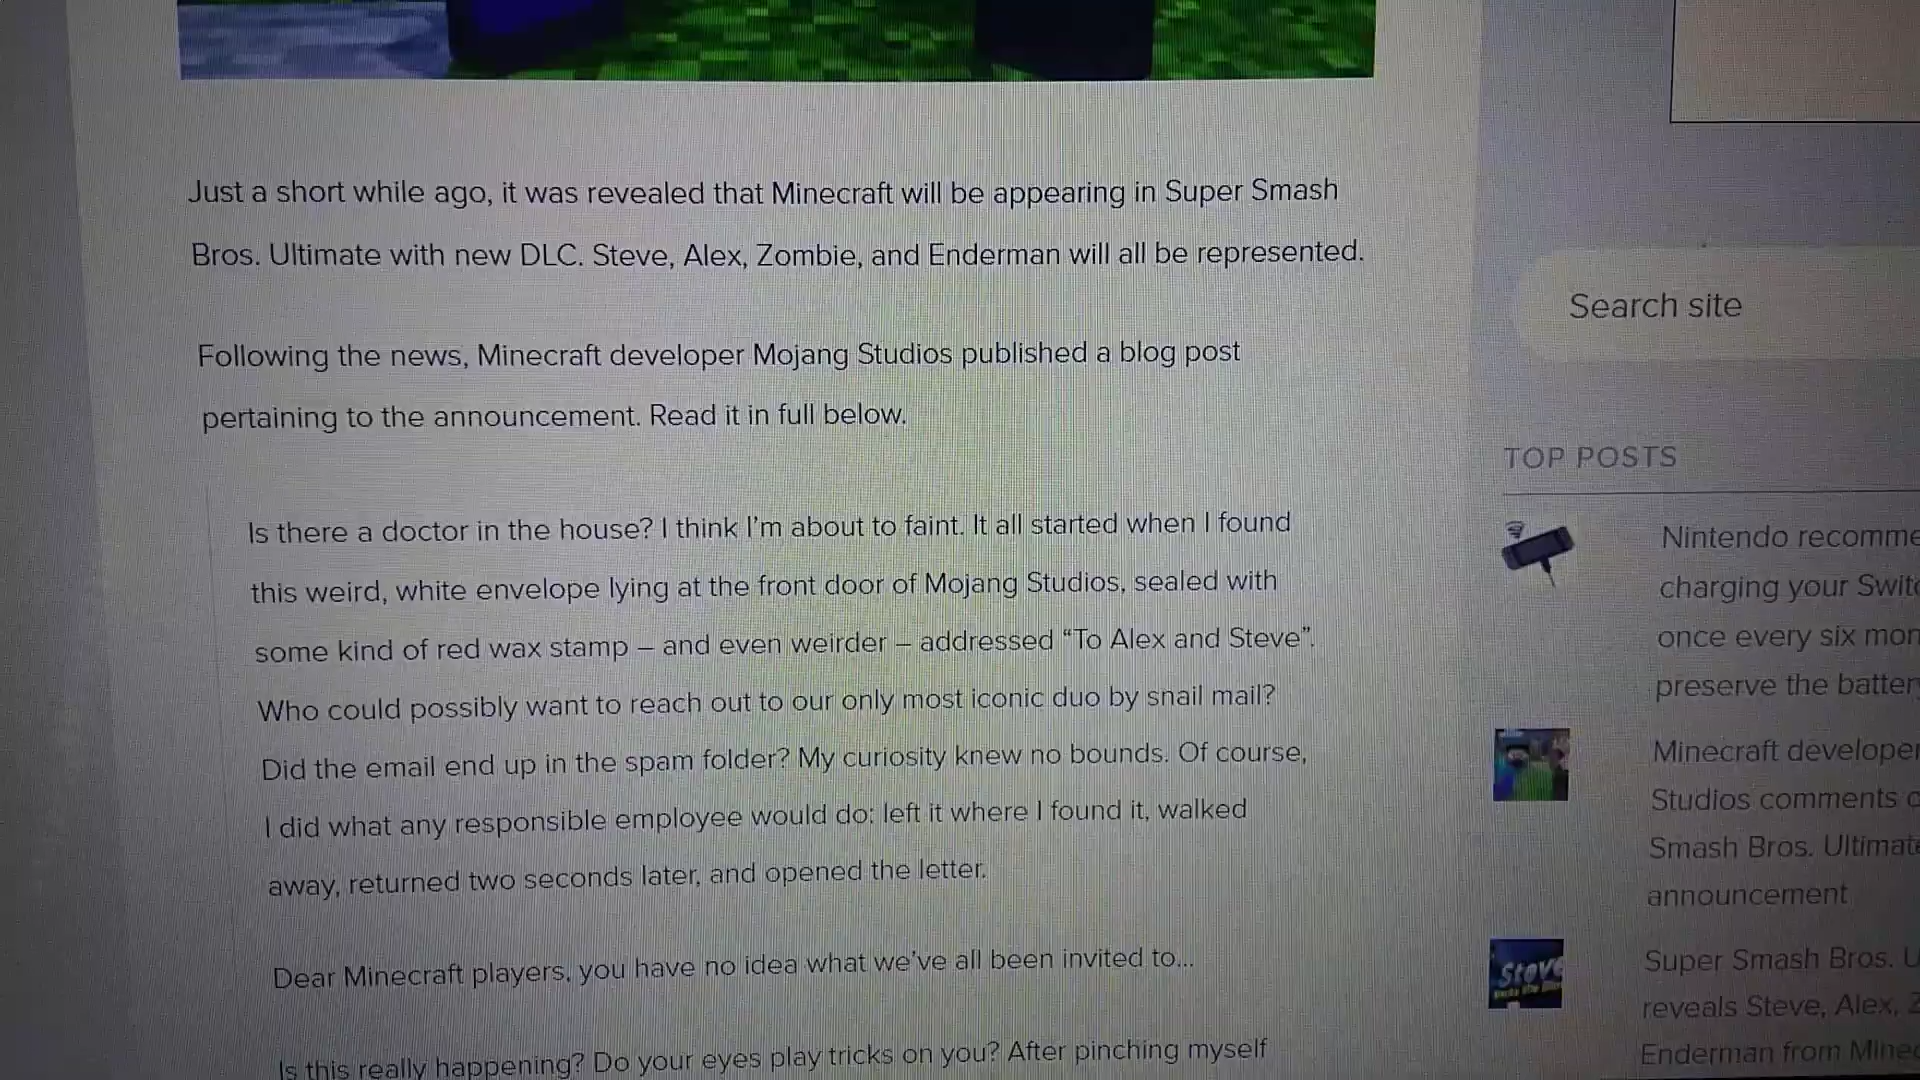 Just a short while ago, it was revealed that Minecraft will be appearing in Super Smash
Bros. Ultimate with new DLC. Steve, Alex, Zombie, and Enderman will all be represented.
Following the news, Minecraft developer Mojang Studios published a blog post
pertaining to the announcement. Read it in full below.
Is there a doctor in the house? I think I'm about to faint. It all started when I found
this weird, white envelope lying at the front door of Mojang Studios, sealed with
some kind of red wax stamp – and even weirder – addressed “To Alex and Steve”.
Who could possibly want to reach out to our only most iconic duo by snail mail?
Did the email end up in the spam folder? My curiosity knew no bounds. Of course,
I did what any responsible employee would do: left it where I found it, walked
away, returned two seconds later, and opened the letter.
Dear Minecraft players, you have no idea what we've all been invited to...
Is this really happening? Do your eyes play tricks on you? After pinching myself
Search site
TOP POSTS
Nintendo recomme
charging your Switc
once every six mon
preserve the battery
Minecraft developer
Studios comments o
Smash Bros. Ultimate
announcement
Steve
Super Smash Bros. U
reveals Steve, Alex, Z
Enderman from Minec